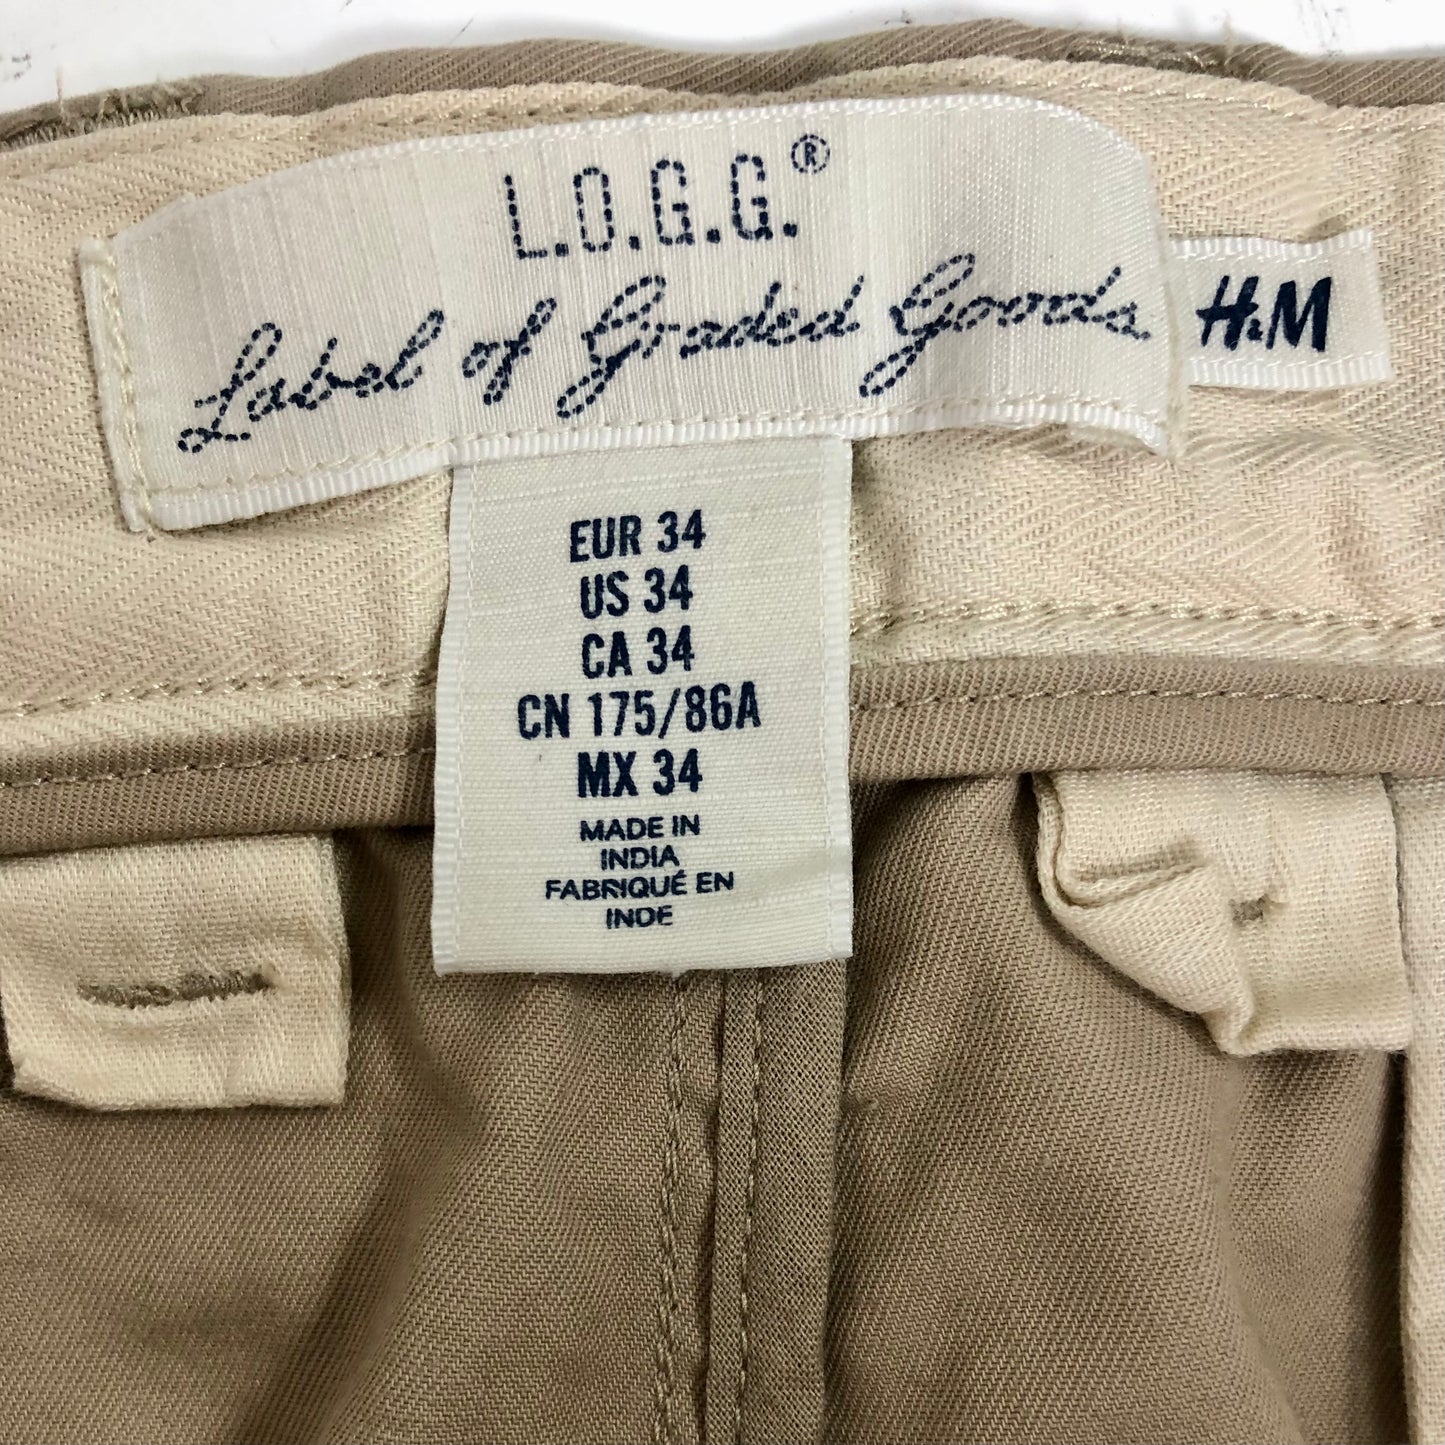 L.O.G.G.®
Label of Graded Goods
H&M
EUR 34
US 34
CA 34
CN 175/86A
MX 34
MADE IN
INDIA
FABRIQUÉ EN
INDE